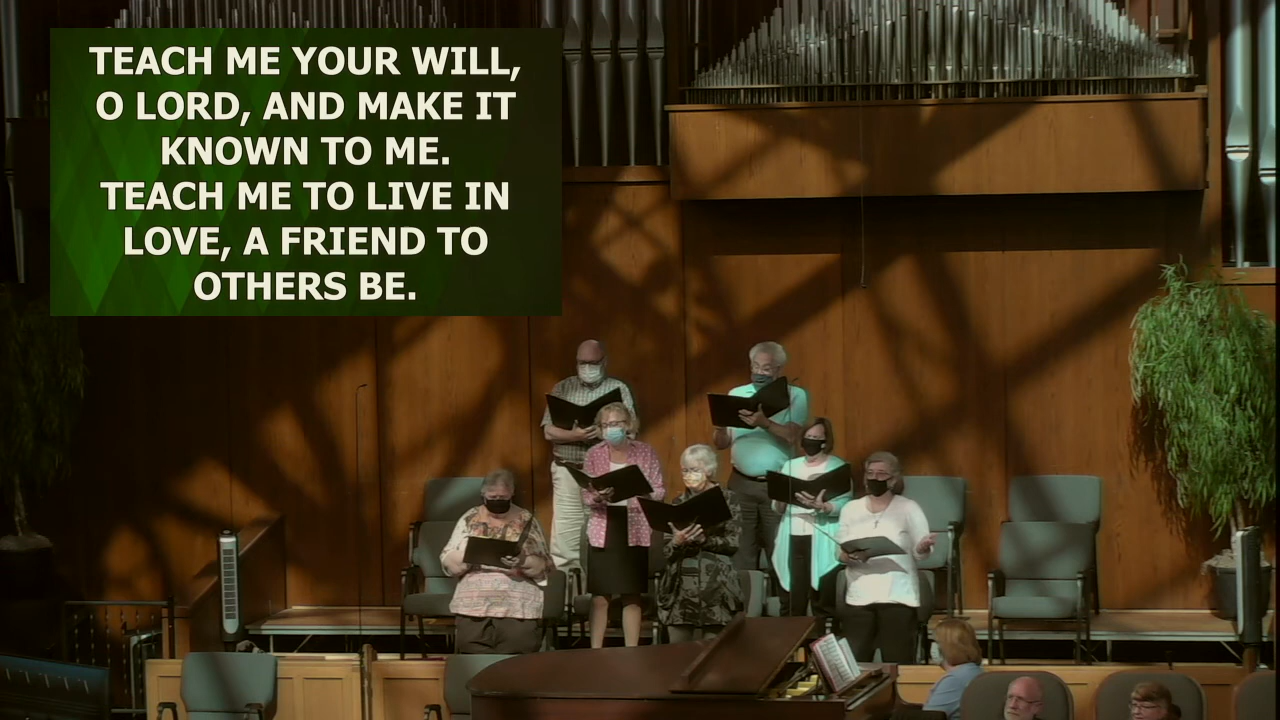 TEACH ME YOUR WILL,
O LORD, AND MAKE IT
KNOWN TO ME.
TEACH ME TO LIVE IN
LOVE, A FRIEND TO
OTHERS BE.